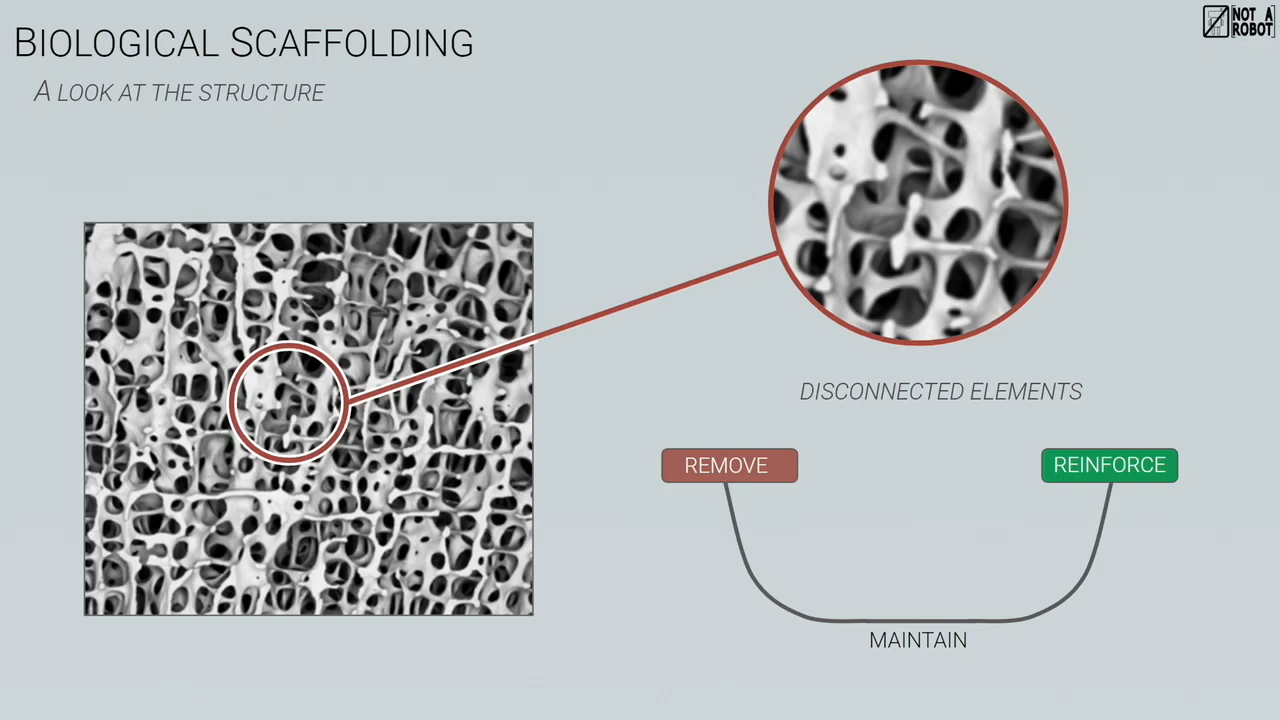 BIOLOGICAL SCAFFOLDING
A LOOK AT THE STRUCTURE
NOT A
ROBOT
DISCONNECTED ELEMENTS
REMOVE
REINFORCE
MAINTAIN